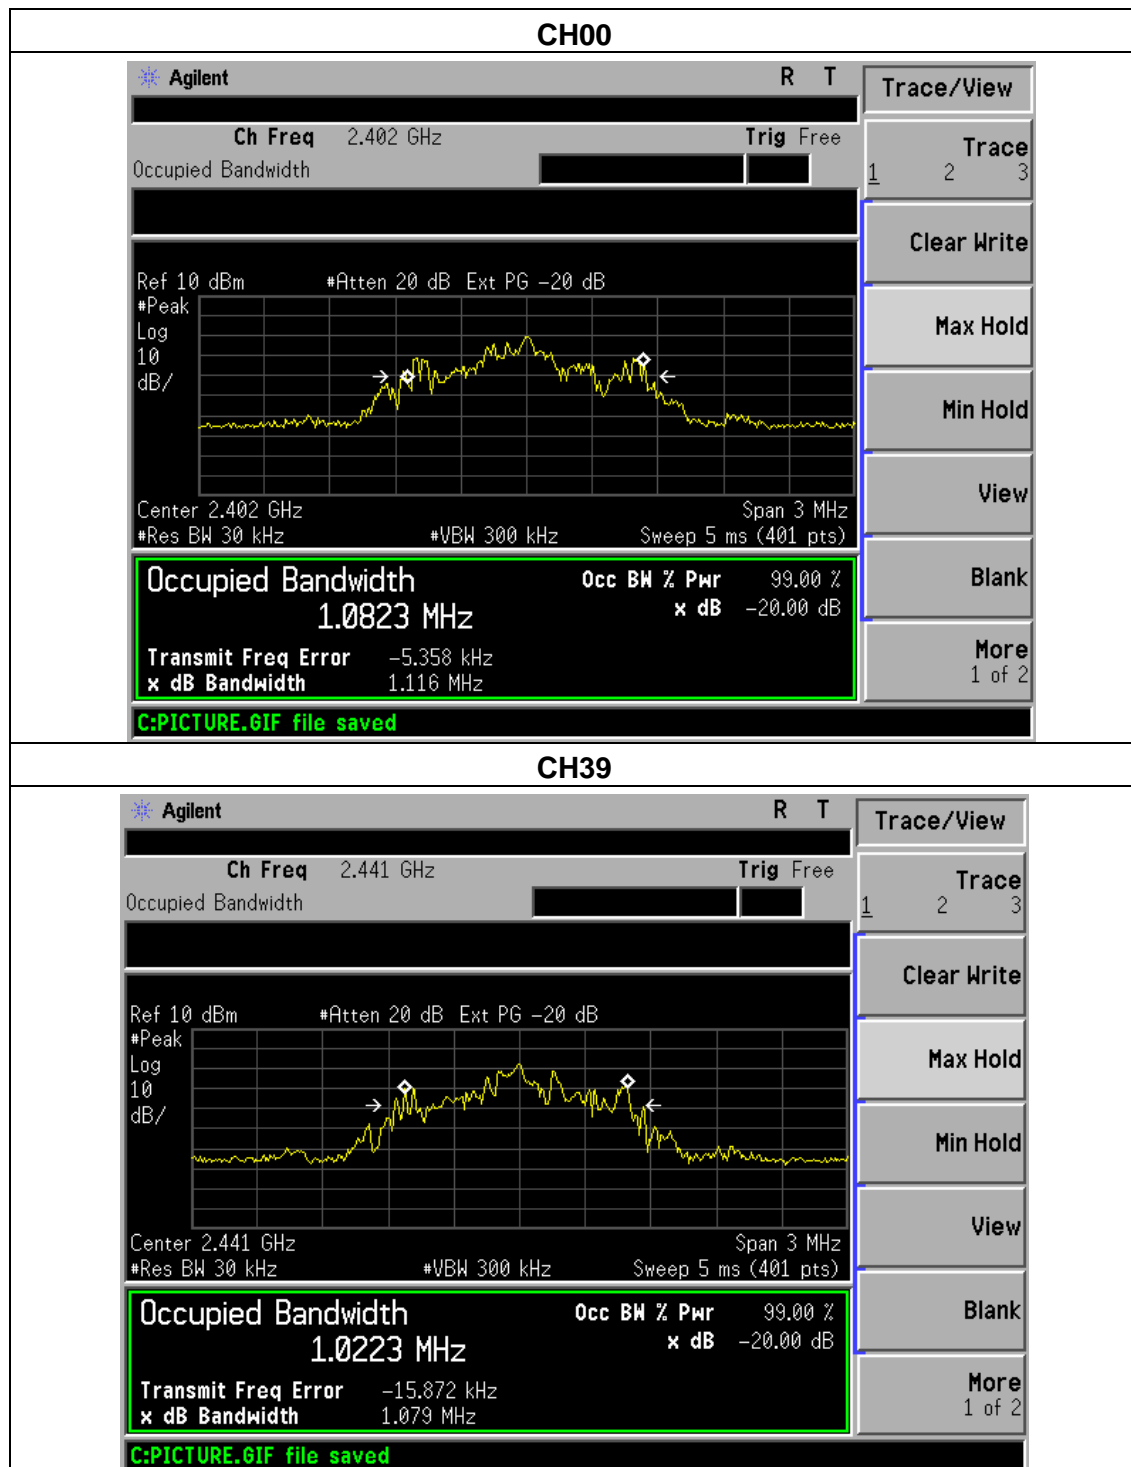 CH00
Agilent R T
Trace/View
Ch Freq 2.402 GHz Trig Free
Occupied Bandwidth
Trace
1 2 3
Clear Write
Ref 10 dBm #Atten 20 dB Ext PG -20 dB
#Peak
Log
10
dB/
Max Hold
Min Hold
View
Center 2.402 GHz Span 3 MHz
#Res BW 30 kHz #VBW 300 kHz Sweep 5 ms (401 pts)
Occupied Bandwidth Occ BW % Pwr 99.00 %
1.0823 MHz x dB -20.00 dB
Blank
Transmit Freq Error -5.358 kHz
x dB Bandwidth 1.116 MHz
More
1 of 2
C:PICTURE.GIF file saved
CH39
Agilent R T
Trace/View
Ch Freq 2.441 GHz Trig Free
Occupied Bandwidth
Trace
1 2 3
Clear Write
Ref 10 dBm #Atten 20 dB Ext PG -20 dB
#Peak
Log
10
dB/
Max Hold
Min Hold
View
Center 2.441 GHz Span 3 MHz
#Res BW 30 kHz #VBW 300 kHz Sweep 5 ms (401 pts)
Occupied Bandwidth Occ BW % Pwr 99.00 %
1.0223 MHz x dB -20.00 dB
Blank
Transmit Freq Error -15.872 kHz
x dB Bandwidth 1.079 MHz
More
1 of 2
C:PICTURE.GIF file saved